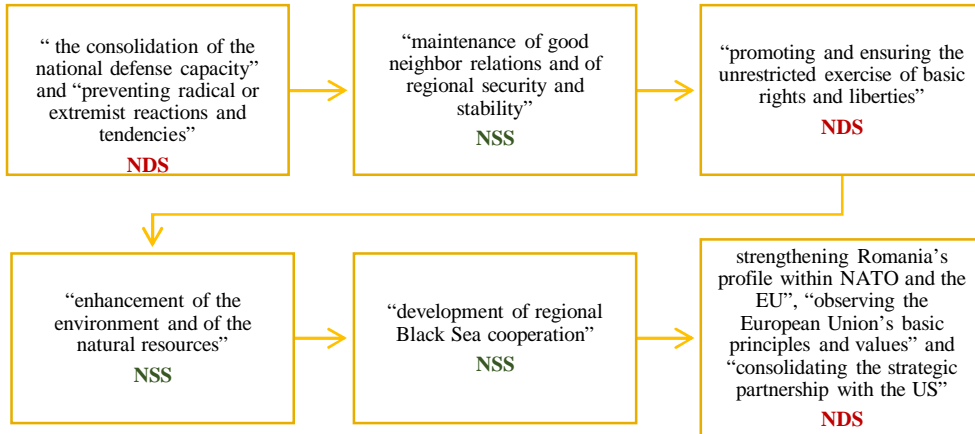 “ the consolidation of the
national defense capacity”
and “preventing radical or
extremist reactions and
tendencies”
NDS
“maintenance of good
neighbor relations and of
regional security and
stability”
NSS
“promoting and ensuring the
unrestricted exercise of basic
rights and liberties”
NDS
“enhancement of the
environment and of the
natural resources”
NSS
“development of regional
Black Sea cooperation”
NSS
strengthening Romania’s
profile within NATO and the
EU”, “observing the
European Union’s basic
principles and values” and
“consolidating the strategic
partnership with the US”
NDS